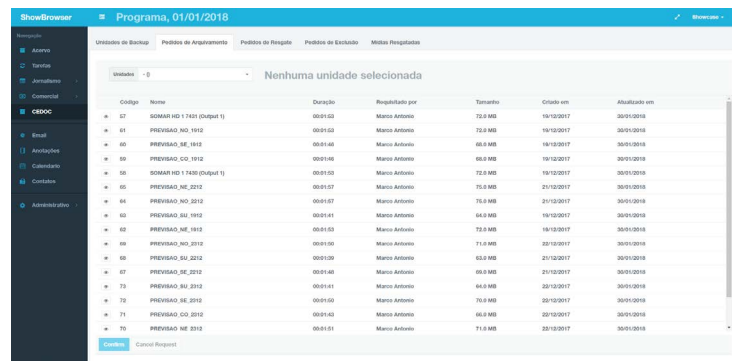 ShowBrowser
Programa, 01/01/2018
Showcase
Navegação
Acervo
Tarefas
Jornalismo
Comercial
CEDOC
Email
Anotações
Calendario
Contatos
Administrativo
Unidades de Backup Pedidos de Arquivamento Pedidos de Resgate Pedidos de Exclusão Mídias Resgatadas
Unidades - () Nenhuma unidade selecionada
Código Nome Duração Requisitado por Tamanho Criado em Atualizado em
57 SOMAR HD 1 7431 (Output 1) 00:01:53 Marco Antonio 72.0 MB 19/12/2017 30/01/2018
61 PREVISAO_NO_1912 00:01:53 Marco Antonio 72.0 MB 19/12/2017 30/01/2018
60 PREVISAO_SE_1912 00:01:46 Marco Antonio 68.0 MB 19/12/2017 30/01/2018
59 PREVISAO_CO_1912 00:01:46 Marco Antonio 68.0 MB 19/12/2017 30/01/2018
58 SOMAR HD 1 7430 (Output 1) 00:01:53 Marco Antonio 72.0 MB 19/12/2017 30/01/2018
65 PREVISAO_NE_2212 00:01:57 Marco Antonio 75.0 MB 21/12/2017 30/01/2018
64 PREVISAO_NO_2212 00:01:57 Marco Antonio 75.0 MB 21/12/2017 30/01/2018
63 PREVISAO_SU_1912 00:01:41 Marco Antonio 64.0 MB 19/12/2017 30/01/2018
62 PREVISAO_NE_1912 00:01:53 Marco Antonio 72.0 MB 19/12/2017 30/01/2018
69 PREVISAO_NO_2312 00:01:50 Marco Antonio 71.0 MB 22/12/2017 30/01/2018
68 PREVISAO_SU_2212 00:01:39 Marco Antonio 63.0 MB 21/12/2017 30/01/2018
67 PREVISAO_SE_2212 00:01:48 Marco Antonio 69.0 MB 21/12/2017 30/01/2018
73 PREVISAO_SU_2312 00:01:41 Marco Antonio 64.0 MB 22/12/2017 30/01/2018
72 PREVISAO_SE_2312 00:01:50 Marco Antonio 70.0 MB 22/12/2017 30/01/2018
71 PREVISAO_CO_2312 00:01:43 Marco Antonio 66.0 MB 22/12/2017 30/01/2018
70 PREVISAO_NE_2312 00:01:51 Marco Antonio 71.0 MB 22/12/2017 30/01/2018
Confirm Cancel Request